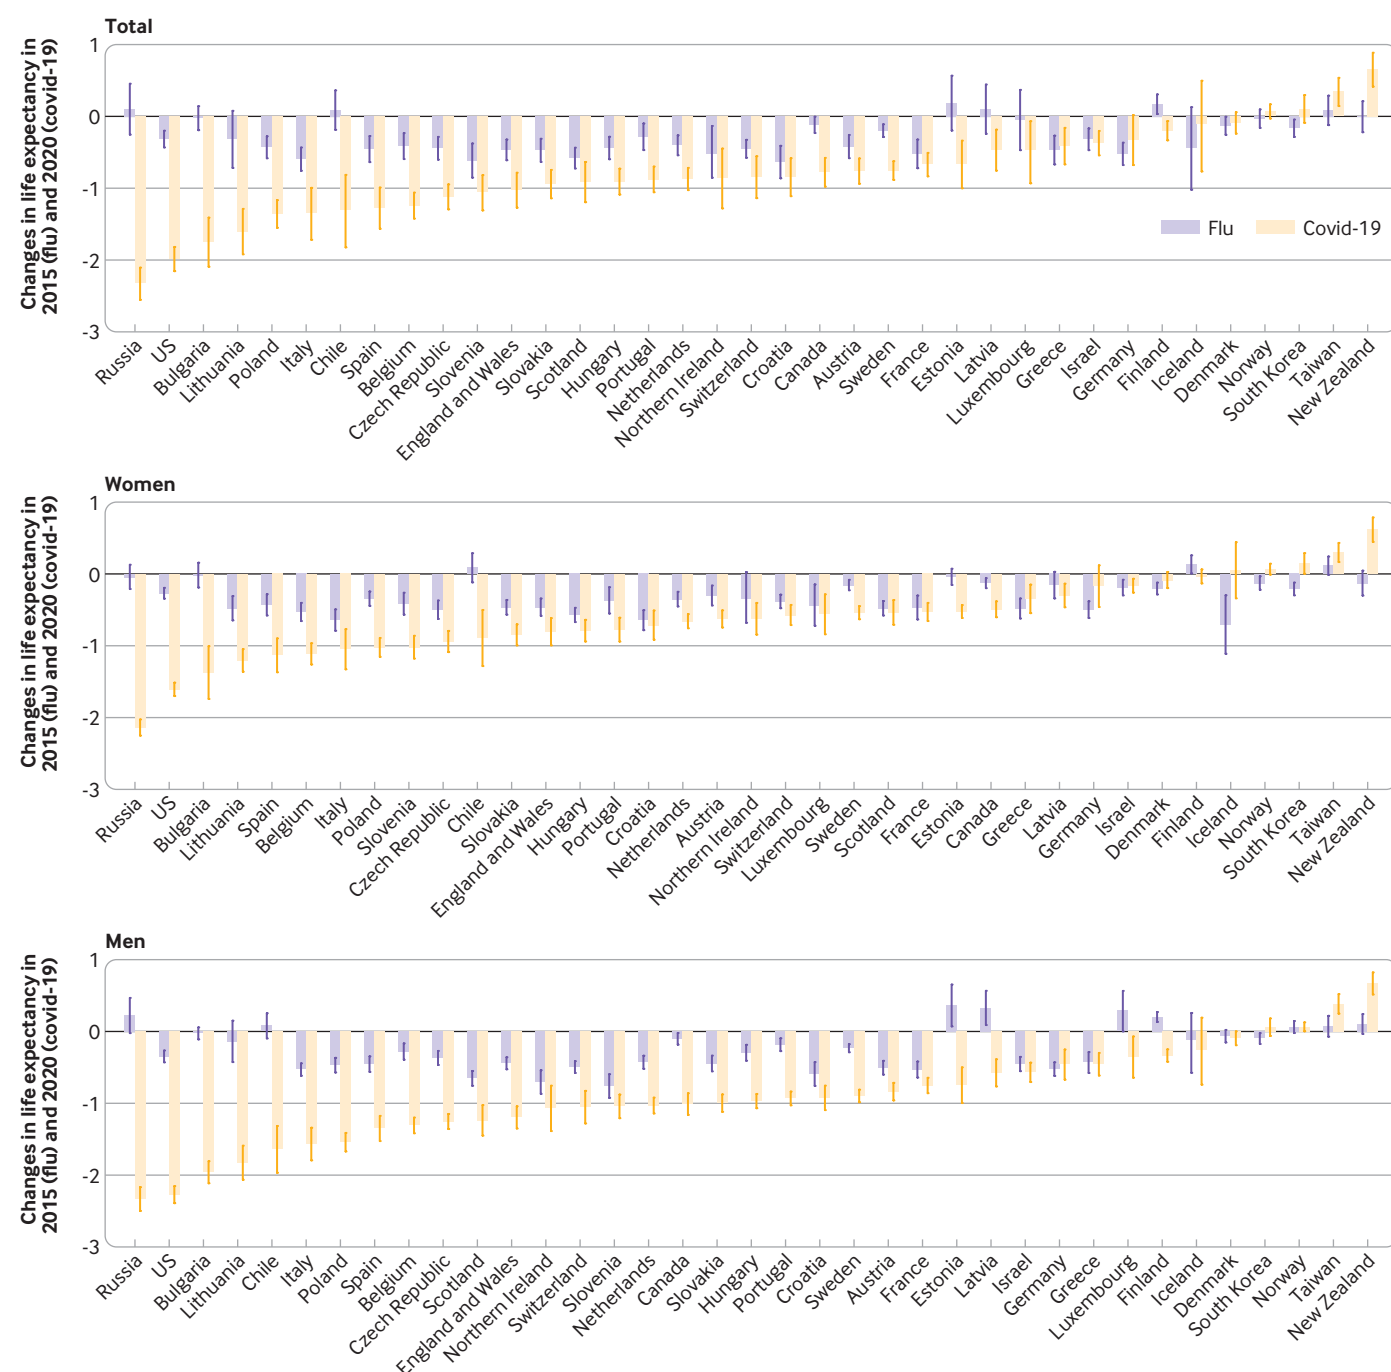 Total
Changes in life expectancy in
2015 (flu) and 2020 (covid-19)
1
0
-1
-2
-3
Flu
Covid-19
Russia
US
Bulgaria
Lithuania
Poland
Italy
Chile
Spain
Belgium
Czech Republic
Slovenia
England and Wales
Slovakia
Scotland
Hungary
Portugal
Netherlands
Northern Ireland
Switzerland
Croatia
Canada
Austria
Sweden
France
Estonia
Latvia
Luxembourg
Greece
Israel
Germany
Finland
Iceland
Denmark
Norway
South Korea
Taiwan
New Zealand
Women
Changes in life expectancy in
2015 (flu) and 2020 (covid-19)
1
0
-1
-2
-3
Russia
US
Bulgaria
Lithuania
Spain
Belgium
Italy
Poland
Slovenia
Czech Republic
Chile
Slovakia
England and Wales
Hungary
Portugal
Croatia
Netherlands
Austria
Northern Ireland
Switzerland
Luxembourg
Sweden
Scotland
France
Estonia
Canada
Greece
Latvia
Germany
Israel
Denmark
Finland
Iceland
Norway
South Korea
Taiwan
New Zealand
Men
Changes in life expectancy in
2015 (flu) and 2020 (covid-19)
1
0
-1
-2
-3
Russia
US
Bulgaria
Lithuania
Chile
Italy
Poland
Spain
Belgium
Czech Republic
Scotland
England and Wales
Northern Ireland
Switzerland
Slovenia
Netherlands
Canada
Slovakia
Hungary
Portugal
Croatia
Sweden
Austria
France
Estonia
Latvia
Israel
Germany
Greece
Luxembourg
Finland
Iceland
Denmark
South Korea
Norway
Taiwan
New Zealand